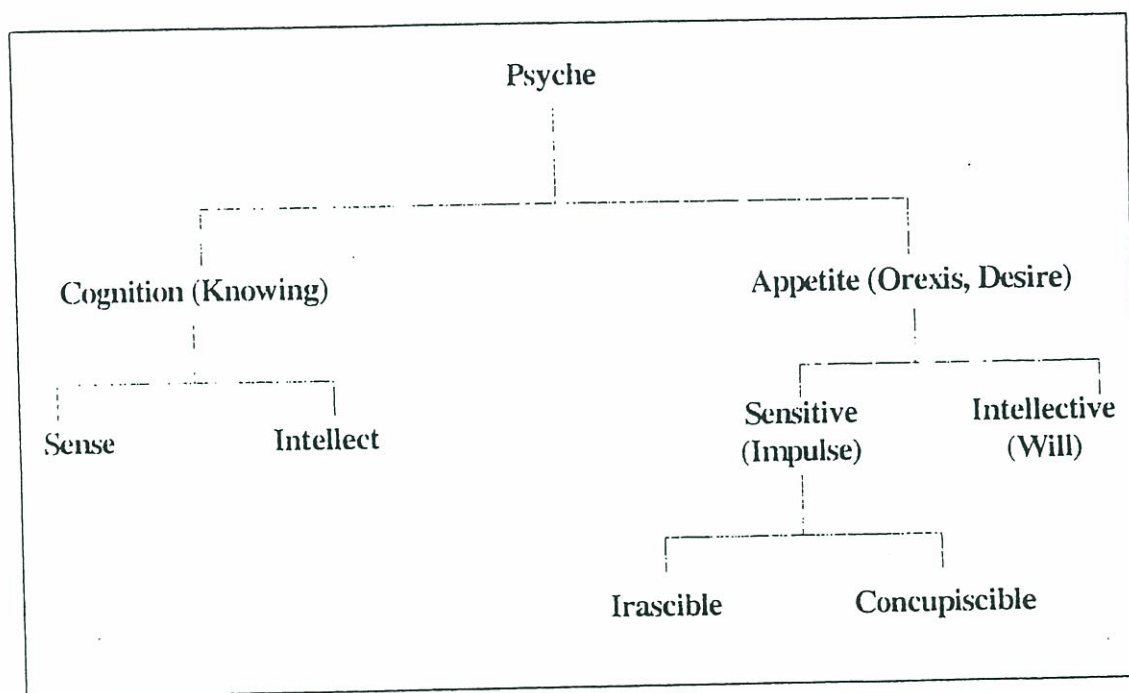 Psyche
Cognition (Knowing)
Appetite (Orexis, Desire)
Sense
Intellect
Sensitive
(Impulse)
Intellective
(Will)
Irascible
Concupiscible